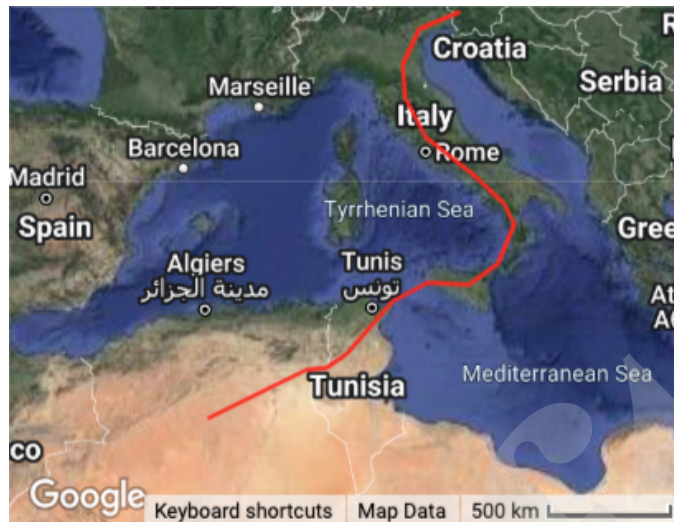 R
Croatia
Serbia
Marseille
Italy
Rome
Barcelona
Madrid
Spain
Tyrrhenian Sea
Gree
Algiers
مدينة الجزائر
Tunis
تونس
At
Αθ
Mediterranean Sea
Tunisia
co
Google
Keyboard shortcuts
Map Data
500 km